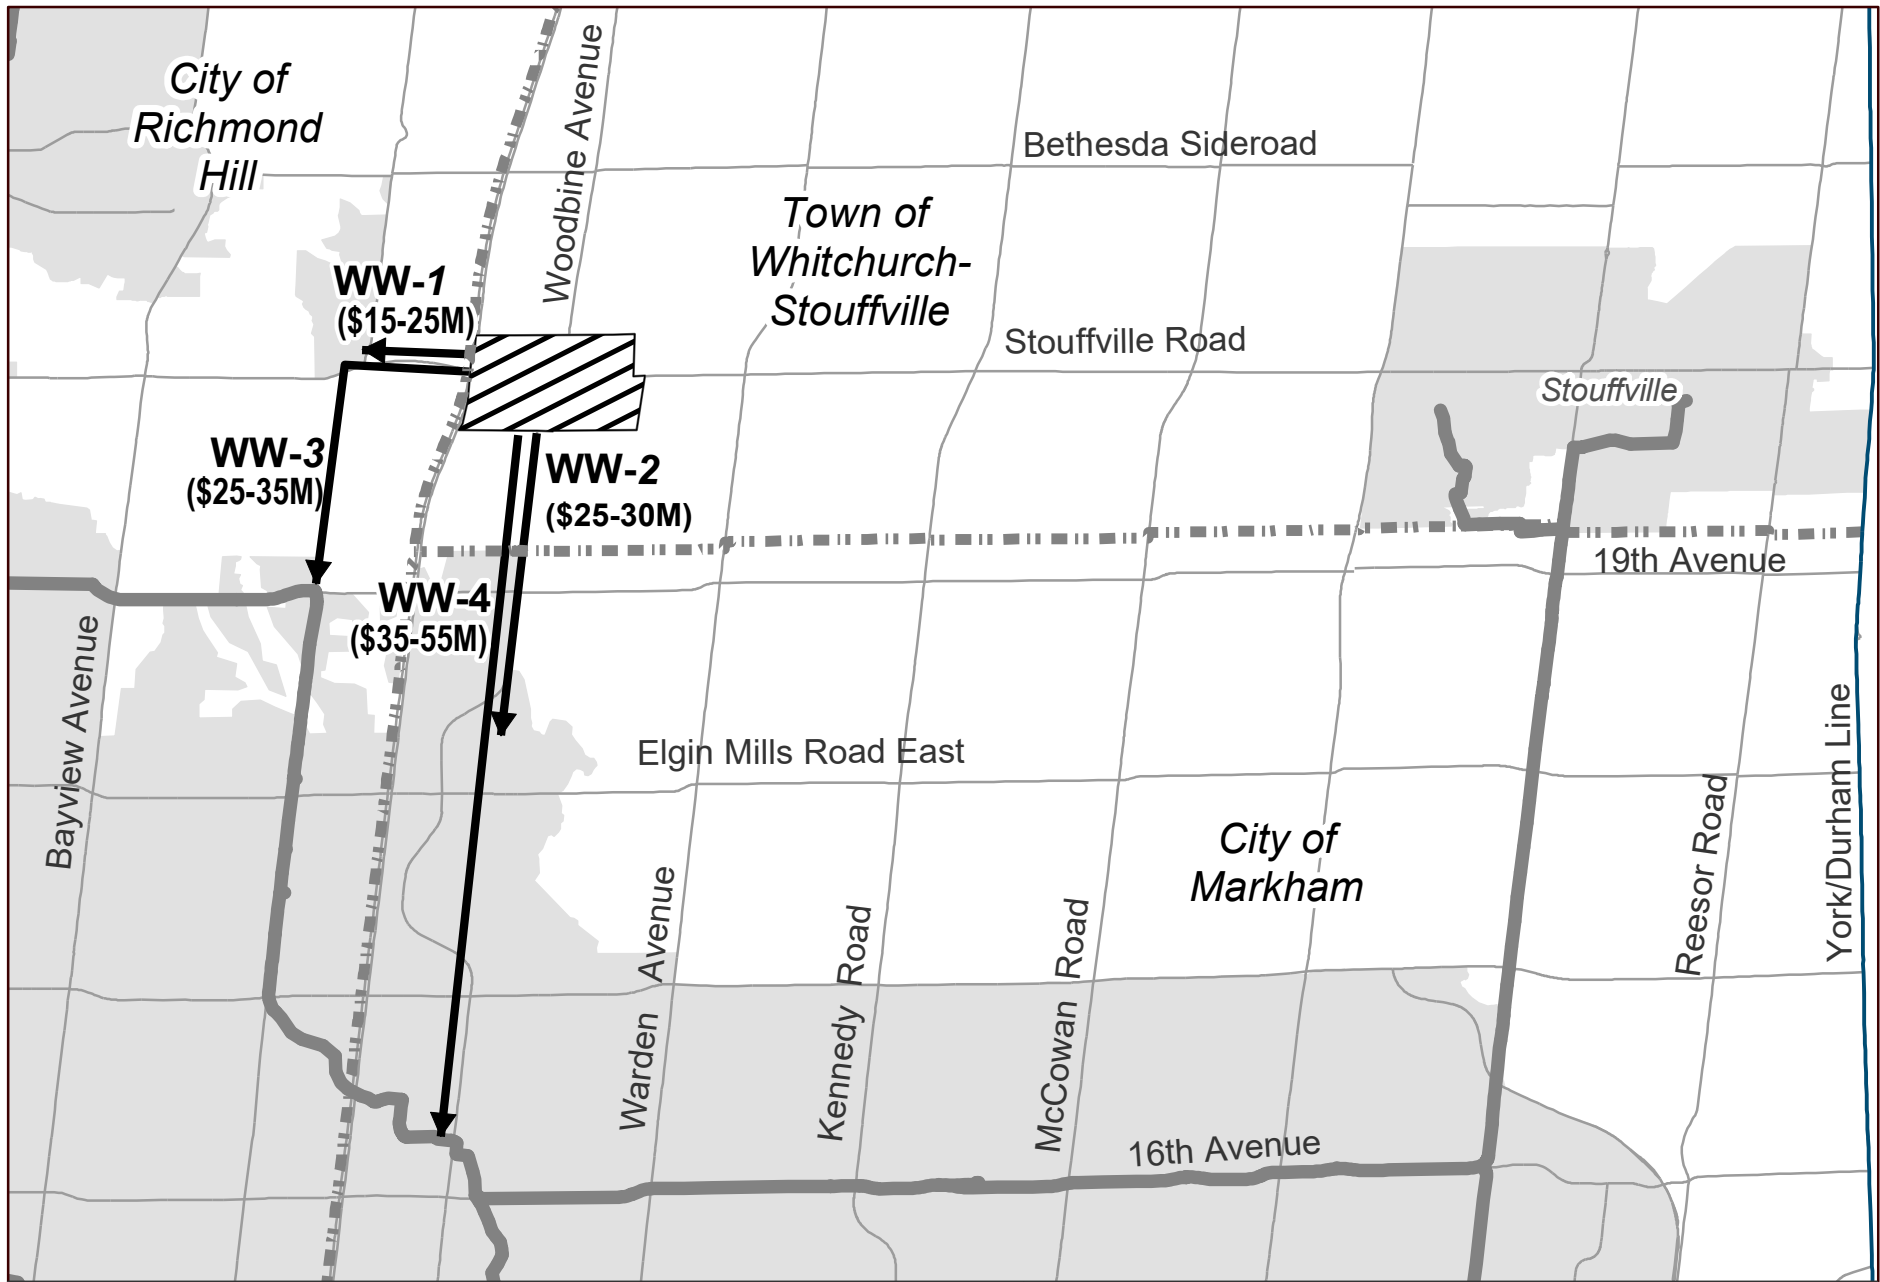 City of
Richmond
Hill
Woodbine Avenue
Bethesda Sideroad
Town of
Whitchurch-
Stouffville
WW-1
($15-25M)
Stouffville Road
Stouffville
WW-3
($25-35M)
WW-2
($25-30M)
19th Avenue
WW-4
($35-55M)
Bayview Avenue
Elgin Mills Road East
City of
Markham
Warden Avenue
Kennedy Road
McCowan Road
Reesor Road
York/Durham Line
16th Avenue